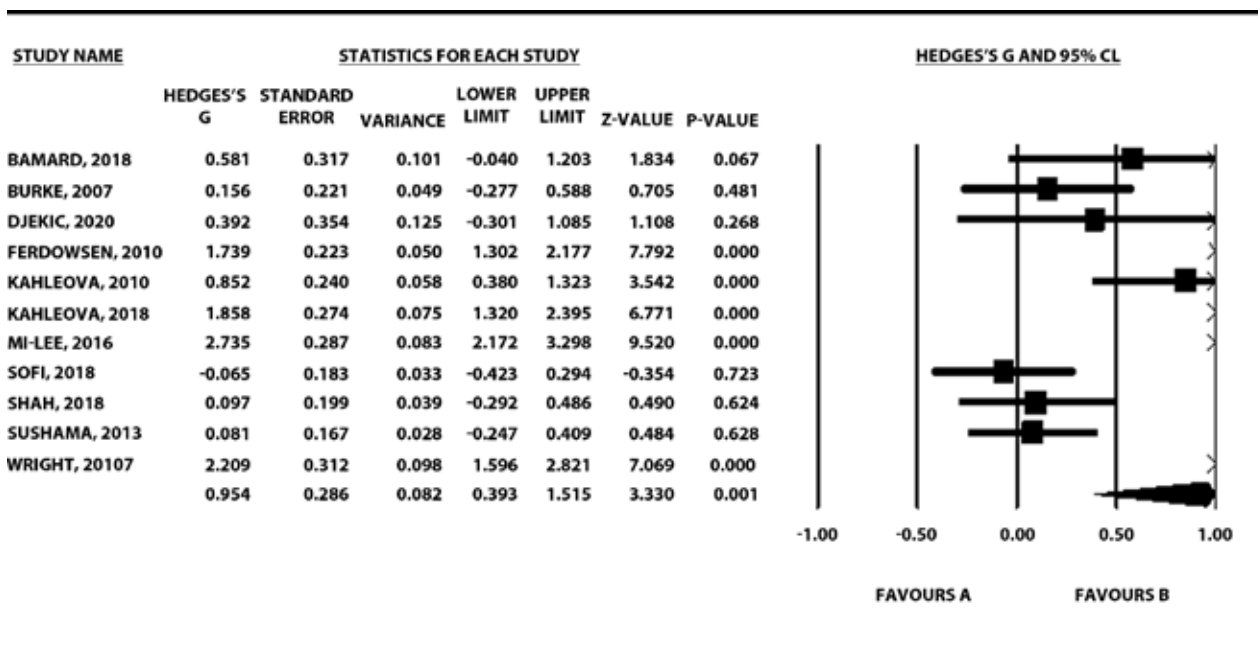 STUDY NAME STATISTICS FOR EACH STUDY HEDGES'S G AND 95% CL
HEDGES'S G STANDARD ERROR VARIANCE LOWER LIMIT UPPER LIMIT Z-VALUE P-VALUE
BAMARD, 2018 0.581 0.317 0.101 -0.040 1.203 1.834 0.067
BURKE, 2007 0.156 0.221 0.049 -0.277 0.588 0.705 0.481
DJEKIC, 2020 0.392 0.354 0.125 -0.301 1.085 1.108 0.268
FERDOWSEN, 2010 1.739 0.223 0.050 1.302 2.177 7.792 0.000
KAHLEOVA, 2010 0.852 0.240 0.058 0.380 1.323 3.542 0.000
KAHLEOVA, 2018 1.858 0.274 0.075 1.320 2.395 6.771 0.000
MI-LEE, 2016 2.735 0.287 0.083 2.172 3.298 9.520 0.000
SOFI, 2018 -0.065 0.183 0.033 -0.423 0.294 -0.354 0.723
SHAH, 2018 0.097 0.199 0.039 -0.292 0.486 0.490 0.624
SUSHAMA, 2013 0.081 0.167 0.028 -0.247 0.409 0.484 0.628
WRIGHT, 20107 2.209 0.312 0.098 1.596 2.821 7.069 0.000
0.954 0.286 0.082 0.393 1.515 3.330 0.001
-1.00 -0.50 0.00 0.50 1.00
FAVOURS A FAVOURS B